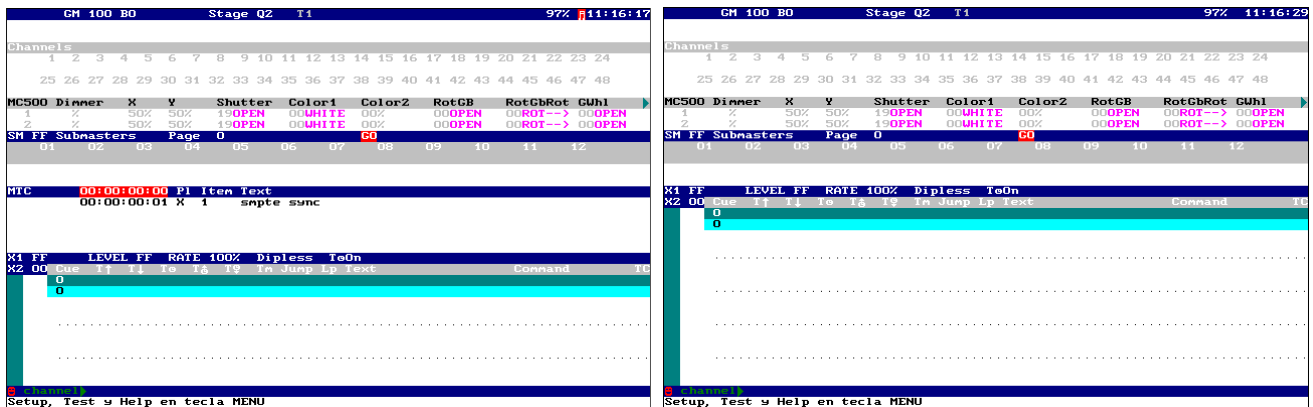 GM 100 BO Stage Q2 T1 97% 11:16:17
Channels
1 2 3 4 5 6 7 8 9 10 11 12 13 14 15 16 17 18 19 20 21 22 23 24
25 26 27 28 29 30 31 32 33 34 35 36 37 38 39 40 41 42 43 44 45 46 47 48
MC500 Dimmer X Y Shutter Color1 Color2 RotGB RotGbRot GWhl
1 % 50% 50% 19OPEN 00WHITE 00% 00OPEN 00ROT--> 00OPEN
2 % 50% 50% 19OPEN 00WHITE 00% 00OPEN 00ROT--> 00OPEN
SM FF Submasters Page 0 GO
01 02 03 04 05 06 07 08 09 10 11 12
MTC 00:00:00:00 Pl Item Text
00:00:00:01 X 1 smpte sync
X1 FF LEVEL FF RATE 100% Dipless T⊙On
X2 00 Cue T↑ T↓ T⊙ Tm Jump Lp Text Command TC
0
0
channel
Setup, Test y Help en tecla MENU
GM 100 BO Stage Q2 T1 97% 11:16:29
Channels
1 2 3 4 5 6 7 8 9 10 11 12 13 14 15 16 17 18 19 20 21 22 23 24
25 26 27 28 29 30 31 32 33 34 35 36 37 38 39 40 41 42 43 44 45 46 47 48
MC500 Dimmer X Y Shutter Color1 Color2 RotGB RotGbRot GWhl
1 % 50% 50% 19OPEN 00WHITE 00% 00OPEN 00ROT--> 00OPEN
2 % 50% 50% 19OPEN 00WHITE 00% 00OPEN 00ROT--> 00OPEN
SM FF Submasters Page 0 GO
01 02 03 04 05 06 07 08 09 10 11 12
X1 FF LEVEL FF RATE 100% Dipless T⊙On
X2 00 Cue T↑ T↓ T⊙ Tm Jump Lp Text Command TC
0
0
channel
Setup, Test y Help en tecla MENU